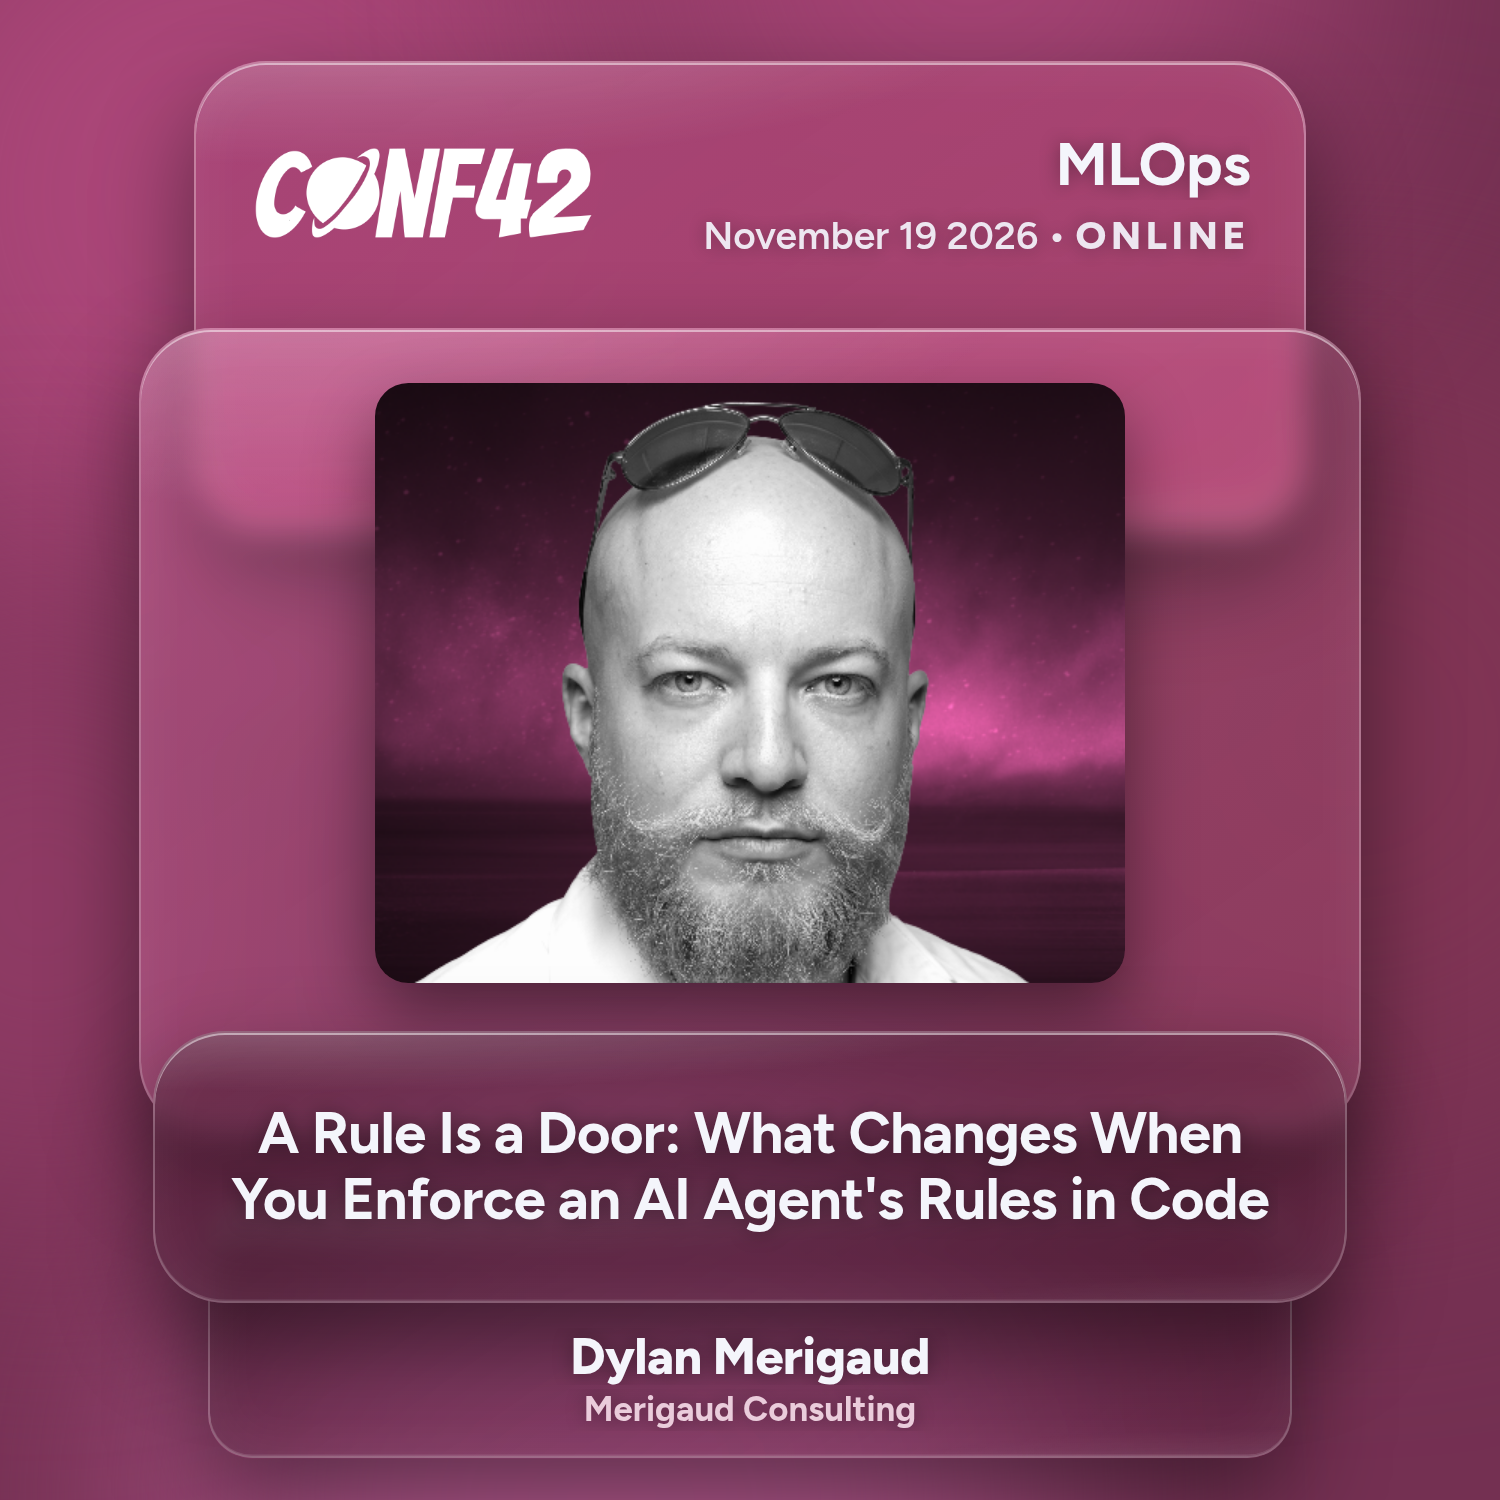 CONF42
MLOps
November 19 2026 • ONLINE
A Rule Is a Door: What Changes When
You Enforce an AI Agent's Rules in Code
Dylan Merigaud
Merigaud Consulting